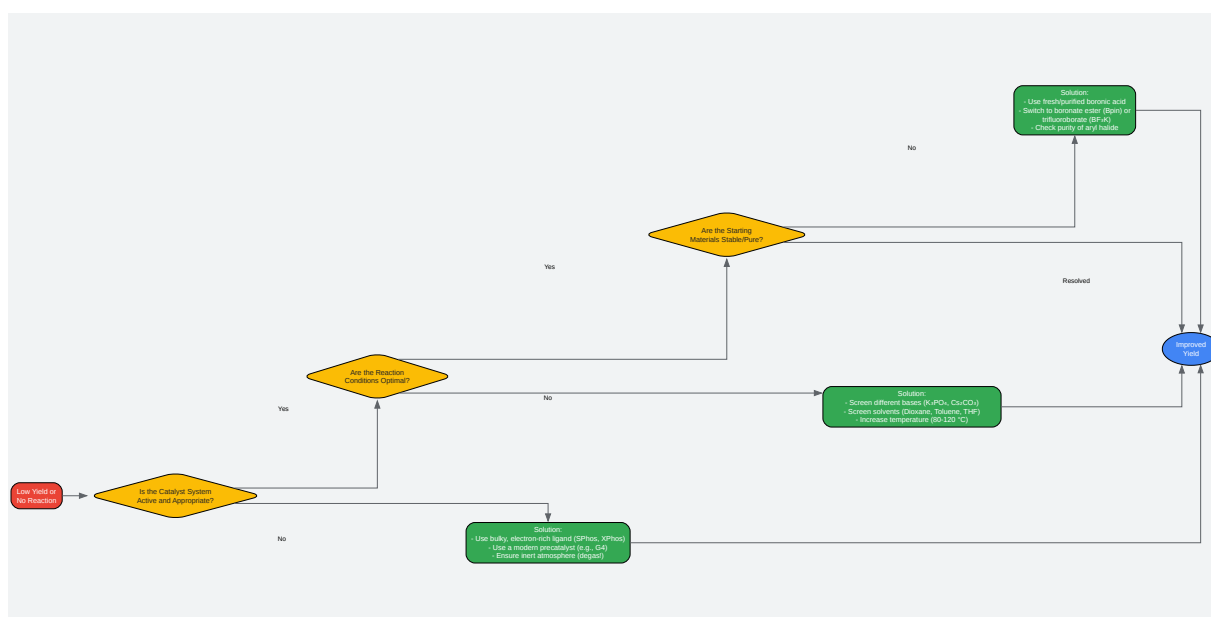 Solution:
- Use fresh/purified boronic acid
- Switch to boronate ester (Bpin) or
trifluoroborate (BF₃K)
- Check purity of aryl halide
No
Are the Starting
Materials Stable/Pure?
Yes
Resolved
Improved
Yield
Are the Reaction
Conditions Optimal?
No
Solution:
- Screen different bases (K₃PO₄, Cs₂CO₃)
- Screen solvents (Dioxane, Toluene, THF)
- Increase temperature (80-120 °C)
Yes
Low Yield or
No Reaction
Is the Catalyst System
Active and Appropriate?
No
Solution:
- Use bulky, electron-rich ligand (SPhos, XPhos)
- Use a modern precatalyst (e.g., G4)
- Ensure inert atmosphere (degas!)